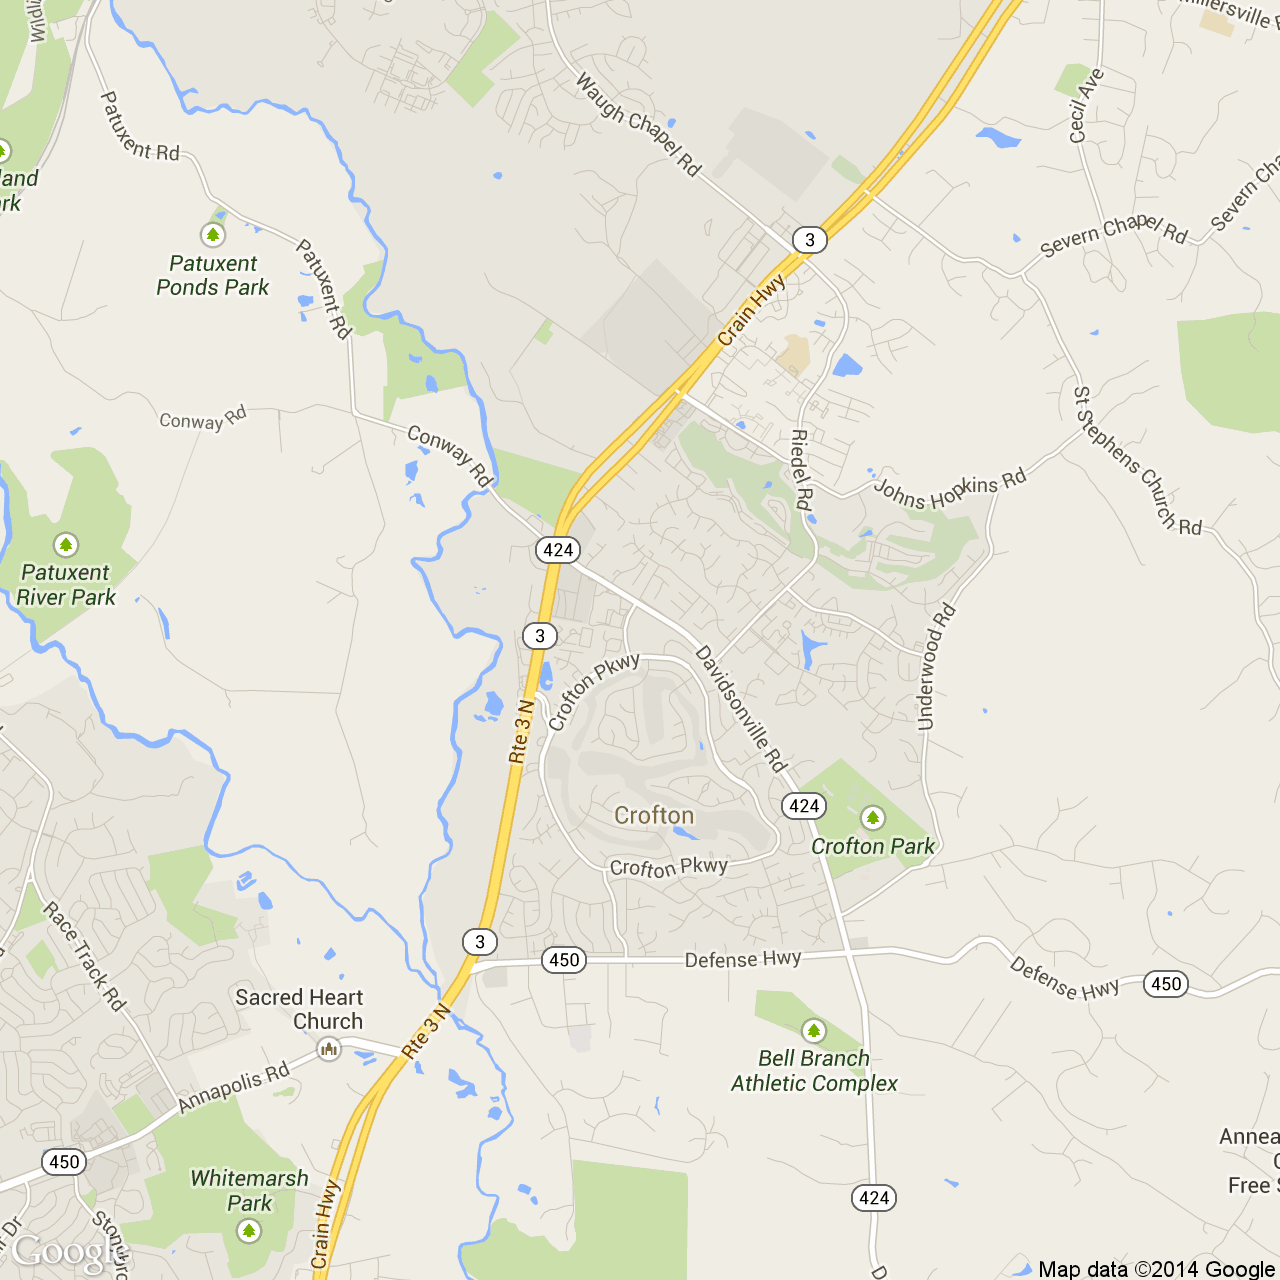 Millersville
Patuxent Rd
Waugh Chapel Rd
Cecil Ave
Severn Chapel Rd
3
Patuxent
Ponds Park
Patuxent Rd
Crain Hwy
Conway Rd
Conway Rd
St Stephens Church Rd
Riedel Rd
Johns Hopkins Rd
424
Patuxent
River Park
3
Crofton Pkwy
Davidsonville Rd
Underwood Rd
Rte 3 N
424
Crofton
Crofton Park
Crofton Pkwy
Race Track Rd
3
450
Defense Hwy
Defense Hwy
450
Sacred Heart
Church
Rte 3 N
Bell Branch
Athletic Complex
Annapolis Rd
450
Whitemarsh
Park
424
Crain Hwy
Free
Google
Map data ©2014 Google